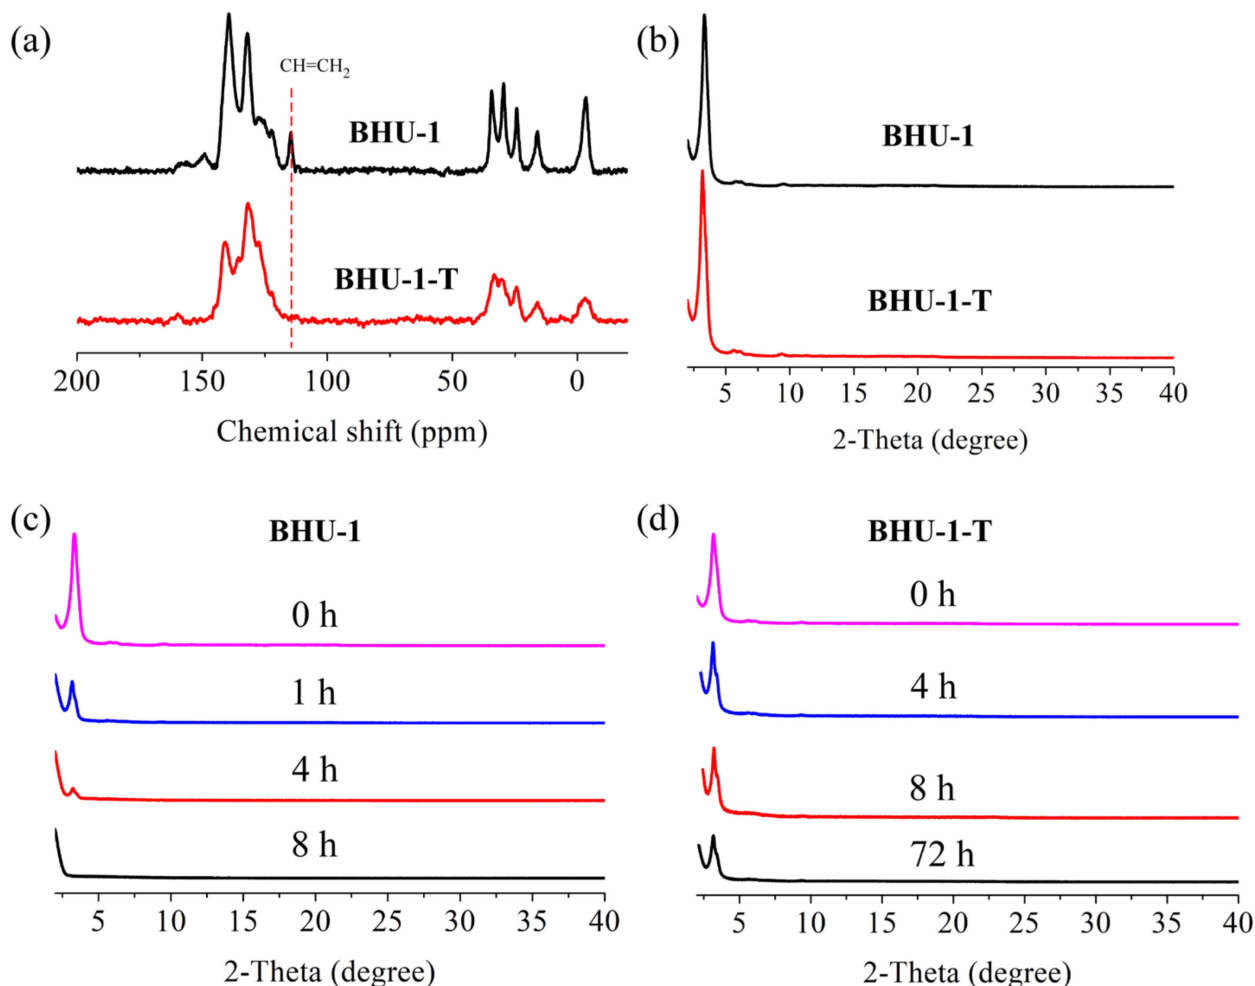 (a)
CH=CH₂
BHU-1
BHU-1-T
200 150 100 50 0
Chemical shift (ppm)
(b)
BHU-1
BHU-1-T
5 10 15 20 25 30 35 40
2-Theta (degree)
(c)
BHU-1
0 h
1 h
4 h
8 h
5 10 15 20 25 30 35 40
2-Theta (degree)
(d)
BHU-1-T
0 h
4 h
8 h
72 h
5 10 15 20 25 30 35 40
2-Theta (degree)